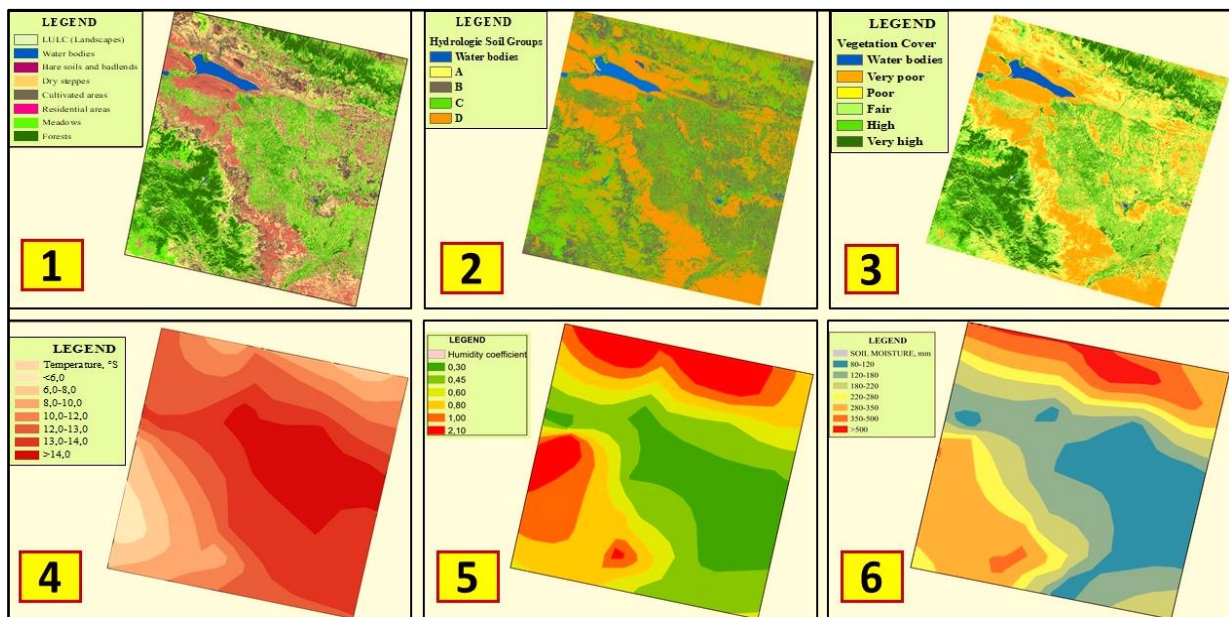 LEGEND
LULC (Landscapes)
Water bodies
Bare soils and badlends
Dry steppes
Cultivated areas
Residential areas
Meadows
Forests
1
LEGEND
Hydrologic Soil Groups
Water bodies
A
B
C
D
2
LEGEND
Vegetation Cover
Water bodies
Very poor
Poor
Fair
High
Very high
3
LEGEND
Temperature, °S
<6,0
6,0-8,0
8,0-10,0
10,0-12,0
12,0-13,0
13,0-14,0
>14,0
4
LEGEND
Humidity coefficient
0,30
0,45
0,60
0,80
1,00
2,10
5
LEGEND
SOIL MOISTURE, mm
80-120
120-180
180-220
220-280
280-350
350-500
>500
6